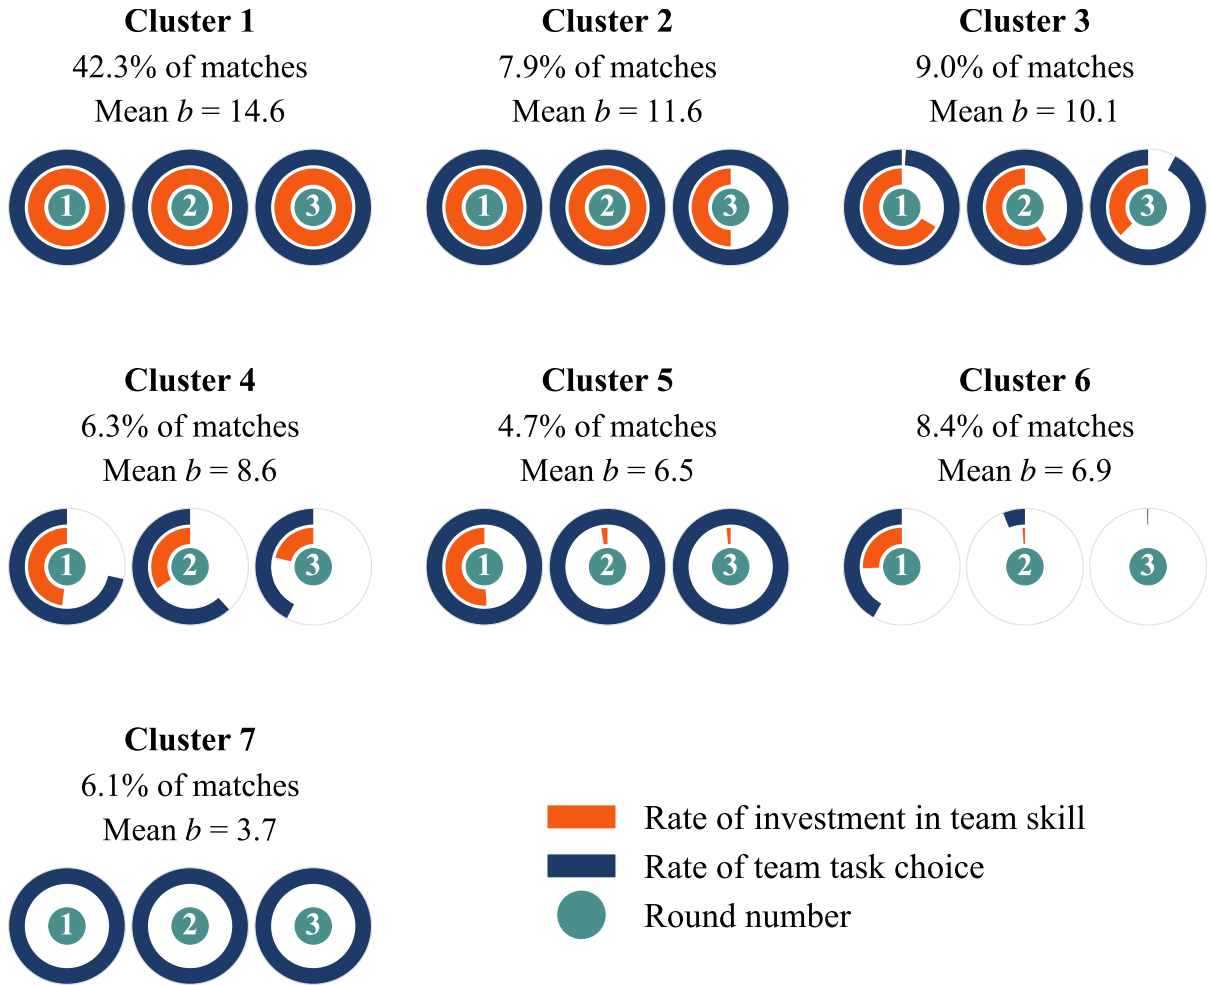 Cluster 1
42.3% of matches
Mean b = 14.6
1 2 3
Cluster 2
7.9% of matches
Mean b = 11.6
1 2 3
Cluster 3
9.0% of matches
Mean b = 10.1
1 2 3
Cluster 4
6.3% of matches
Mean b = 8.6
1 2 3
Cluster 5
4.7% of matches
Mean b = 6.5
1 2 3
Cluster 6
8.4% of matches
Mean b = 6.9
1 2 3
Cluster 7
6.1% of matches
Mean b = 3.7
1 2 3
Rate of investment in team skill
Rate of team task choice
Round number